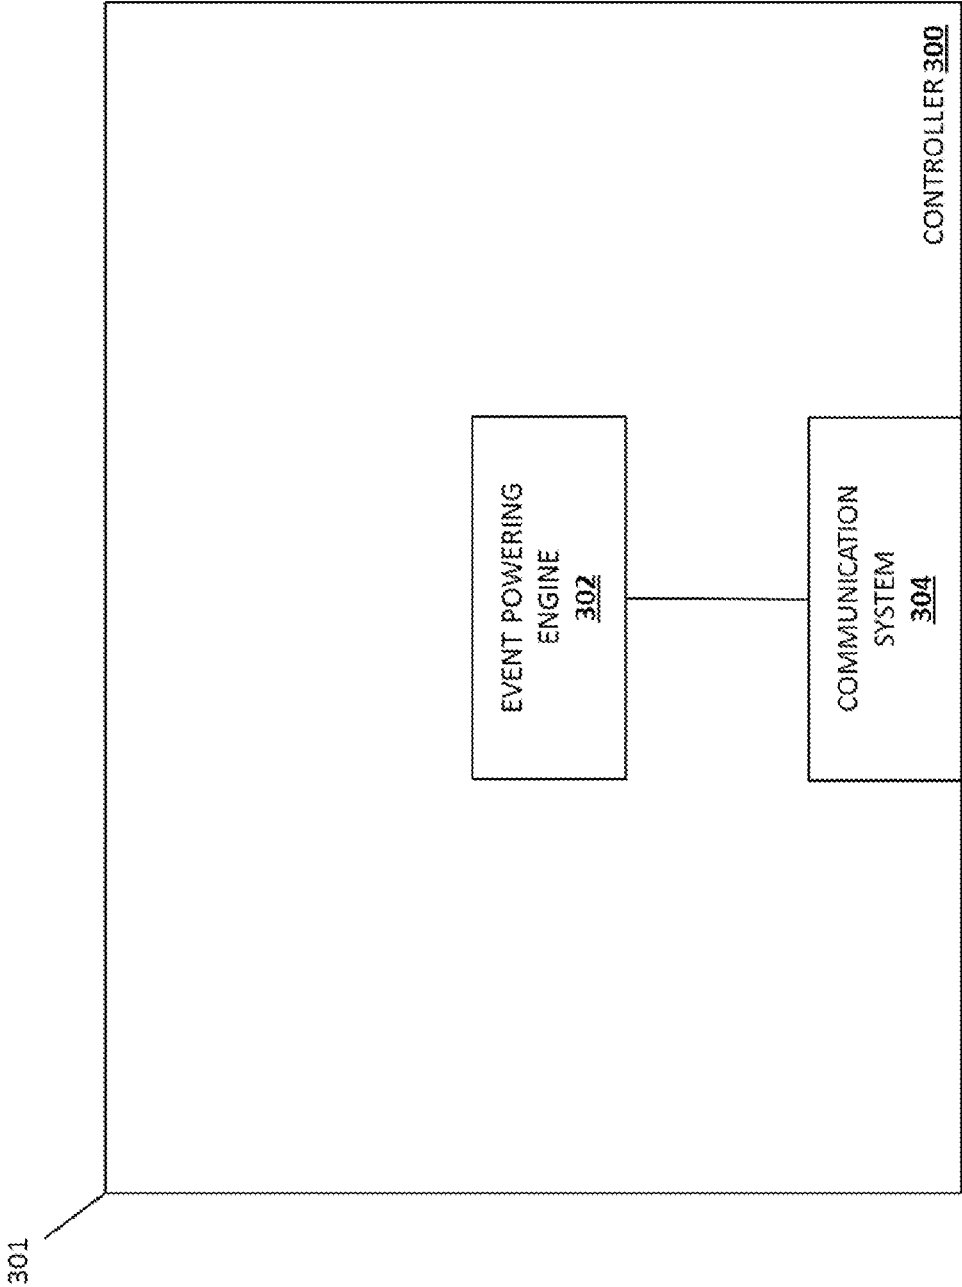 301
EVENT POWERING
ENGINE
302
COMMUNICATION
SYSTEM
304
CONTROLLER 300